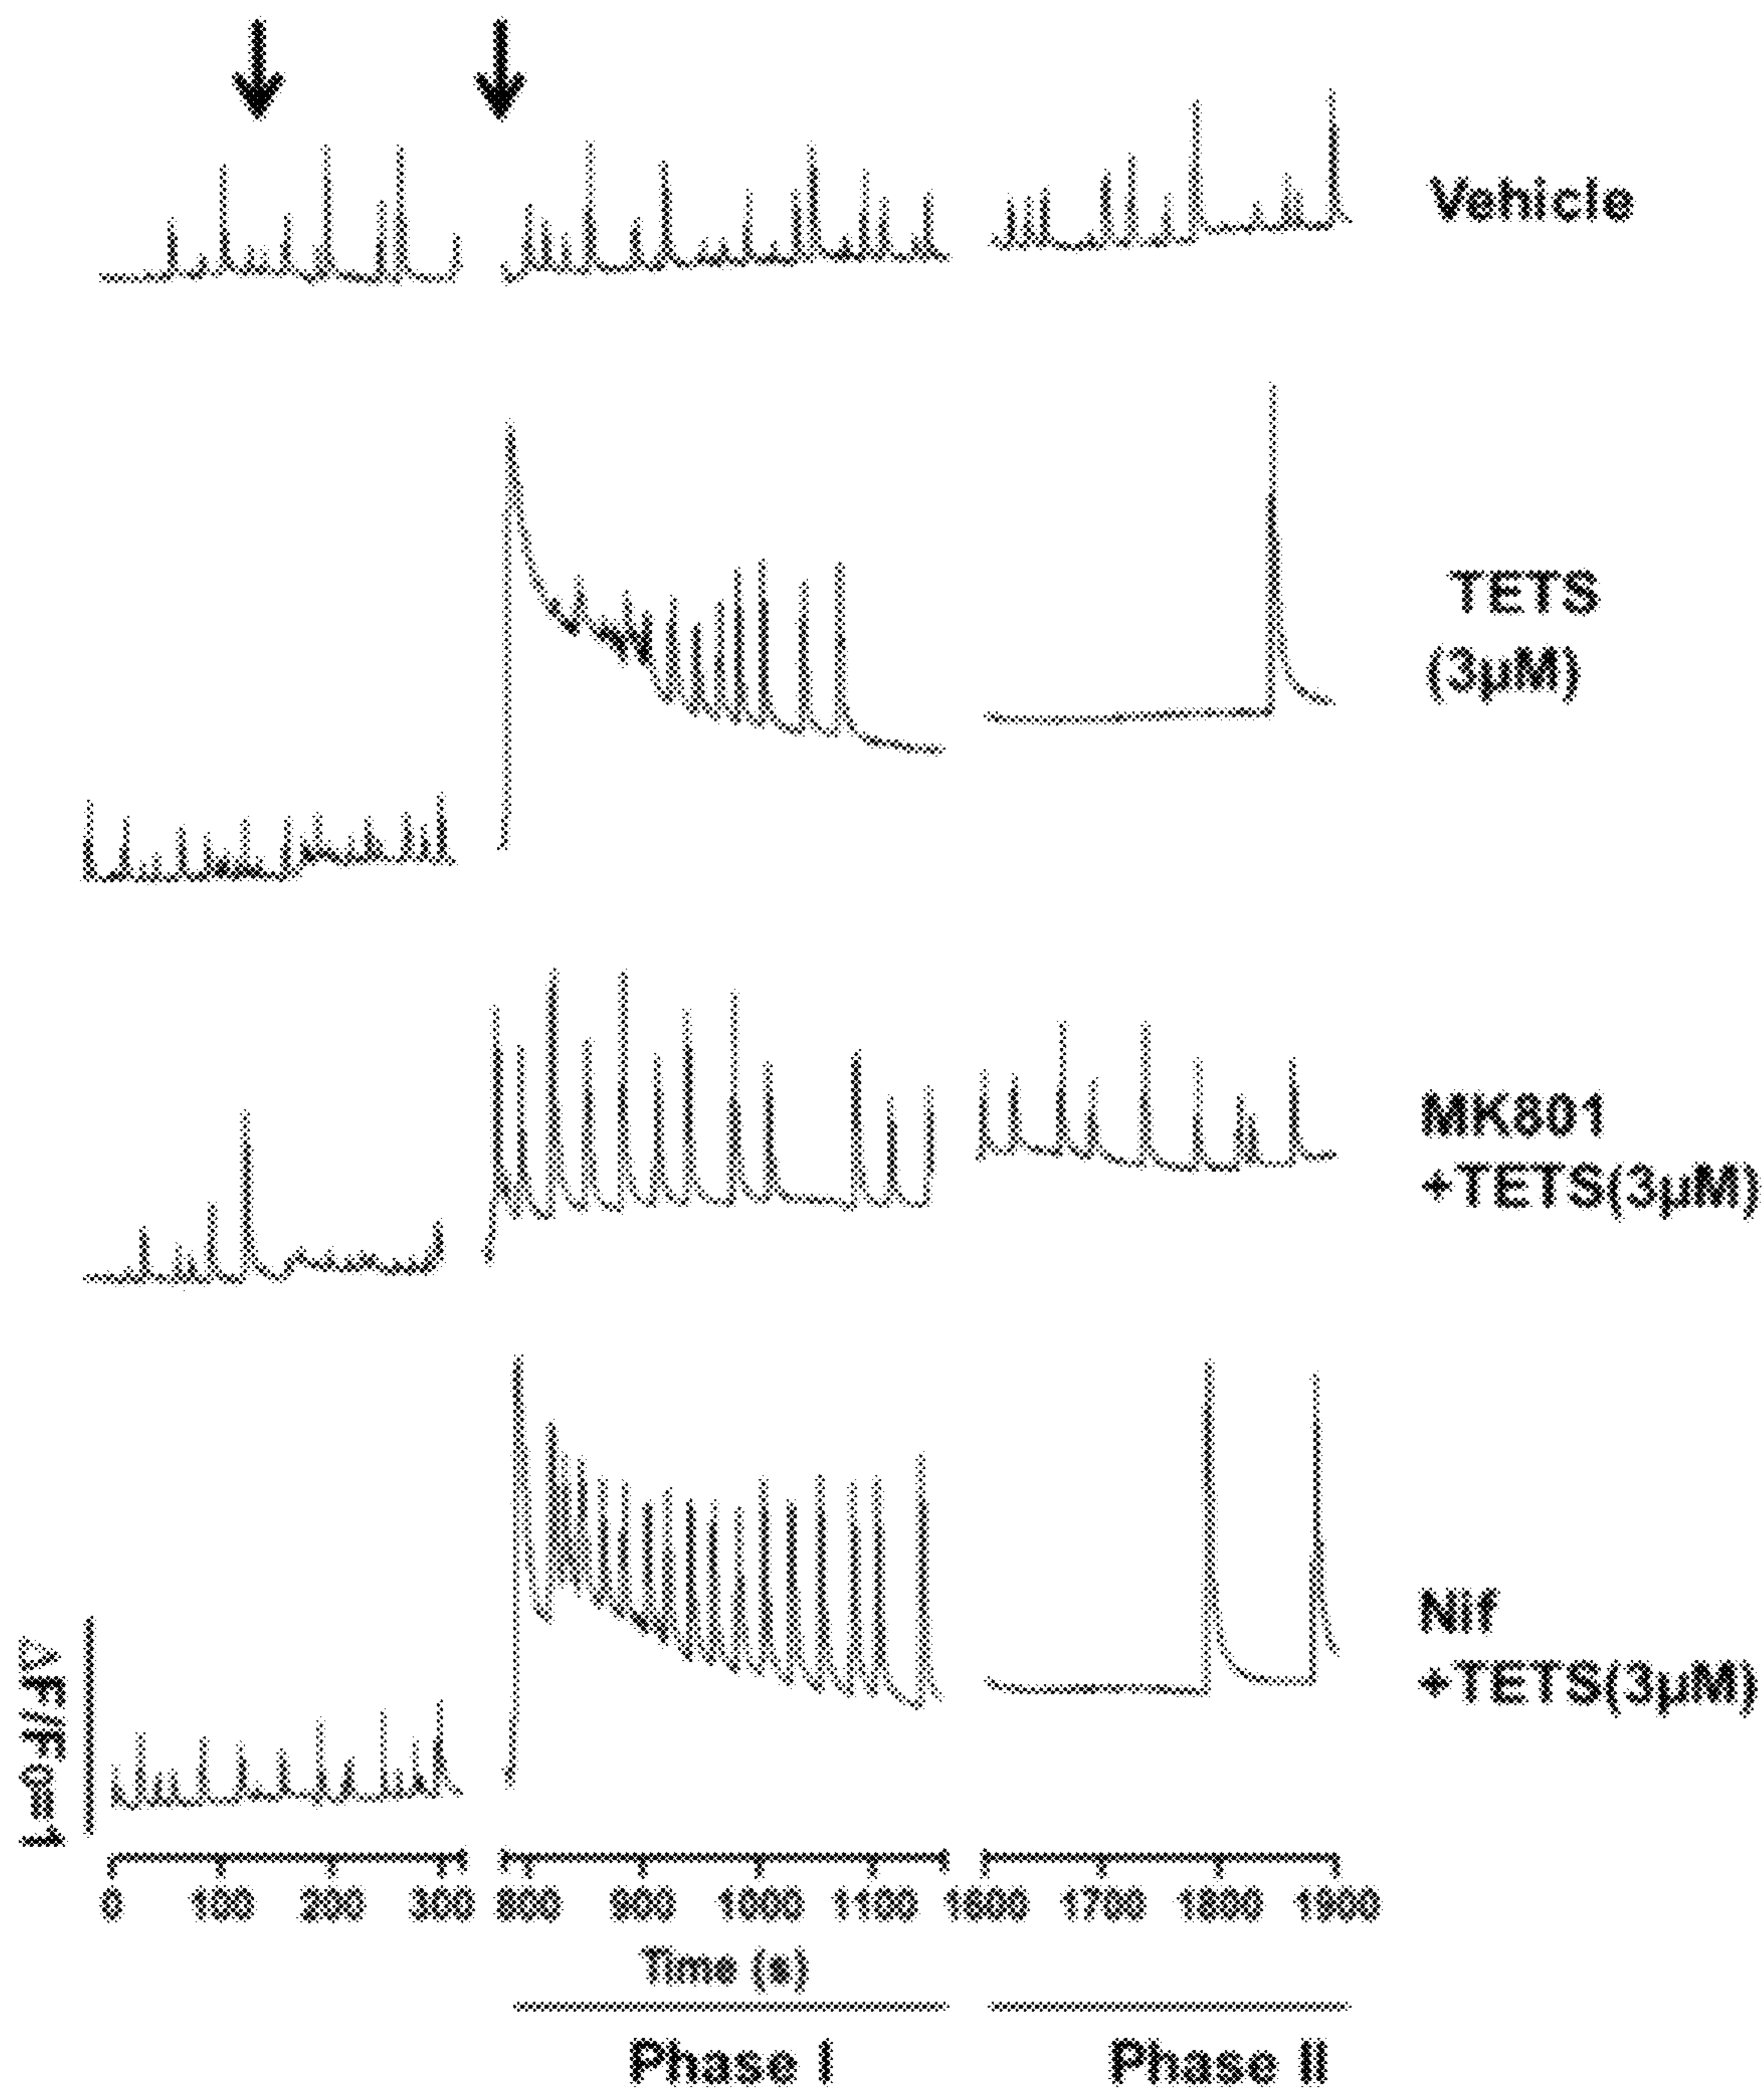 Vehicle
TETS
(3µM)
MK801
+TETS(3µM)
Nif
+TETS(3µM)
ΔF/F₀=1
0 100 200 300 800 900 1000 1100 1600 1700 1800 1900
Time (s)
Phase I Phase II